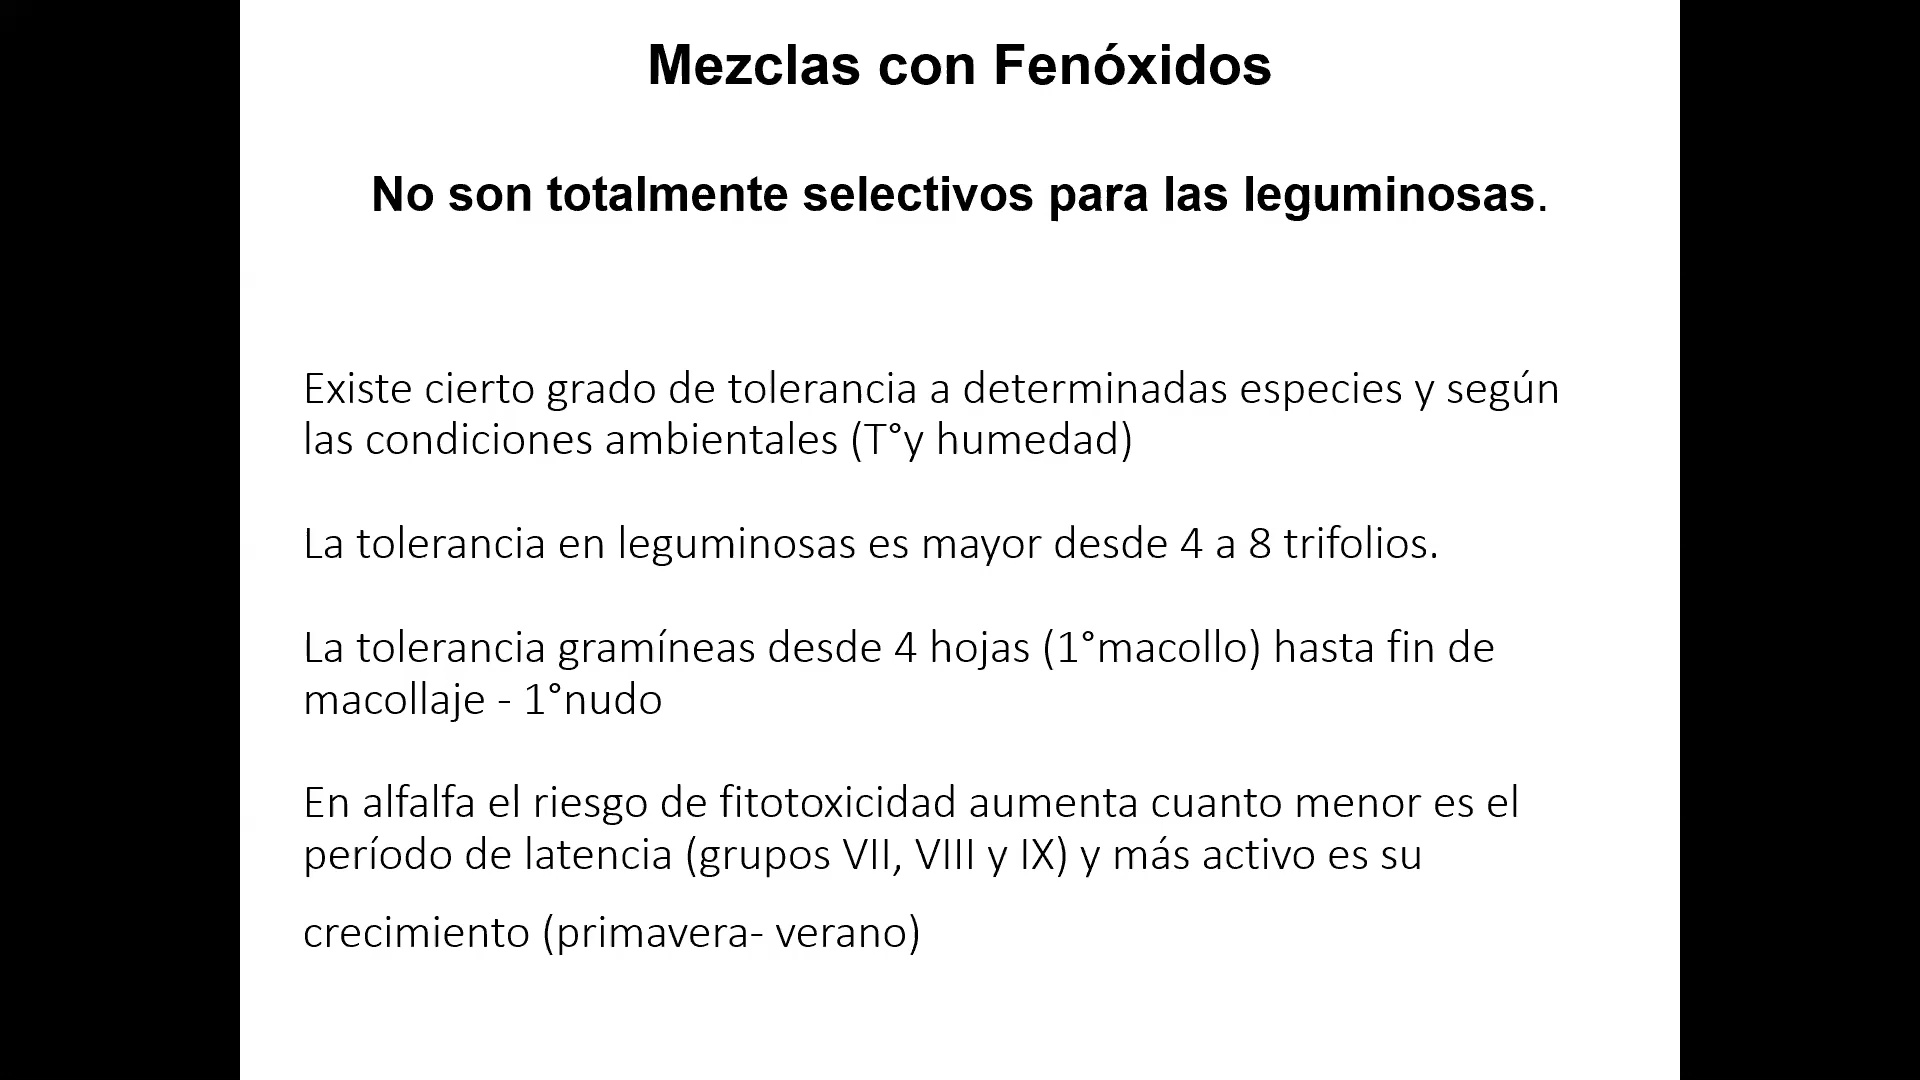 Mezclas con Fenóxidos
No son totalmente selectivos para las leguminosas.
Existe cierto grado de tolerancia a determinadas especies y según
las condiciones ambientales (T°y humedad)
La tolerancia en leguminosas es mayor desde 4 a 8 trifolios.
La tolerancia gramíneas desde 4 hojas (1°macollo) hasta fin de
macollaje - 1°nudo
En alfalfa el riesgo de fitotoxicidad aumenta cuanto menor es el
período de latencia (grupos VII, VIII y IX) y más activo es su
crecimiento (primavera- verano)